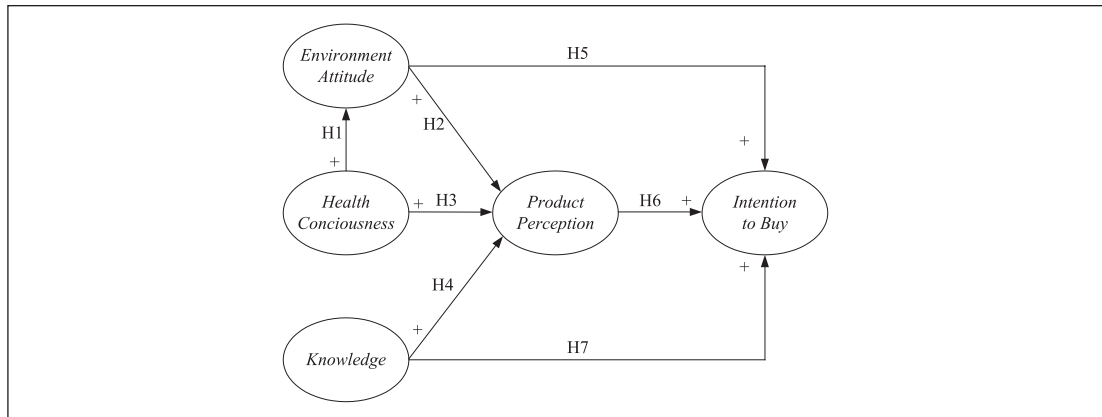 Environment
Attitude
H5
+
H2
H1
+
+
Health
Conciousness
+
H3
Product
Perception
H6
+
Intention
to Buy
+
H4
+
Knowledge
H7